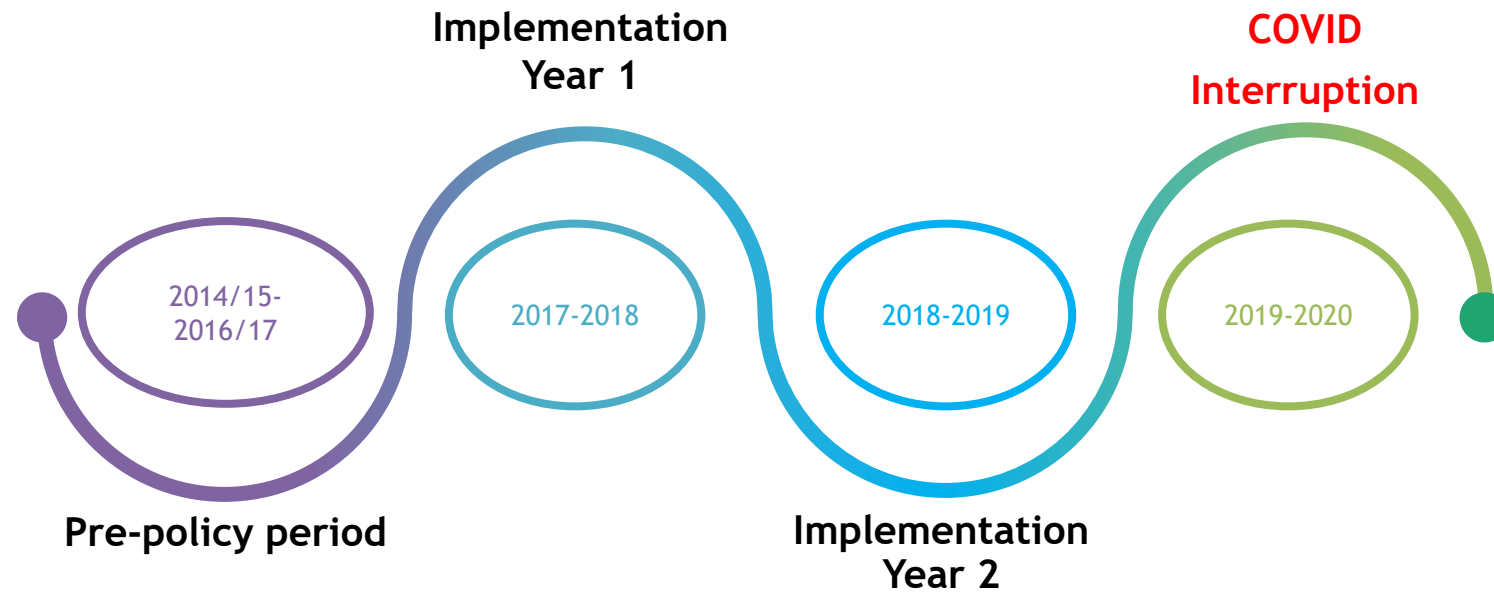 Implementation
Year 1
COVID
Interruption
2014/15-
2016/17
2017-2018
2018-2019
2019-2020
Pre-policy period
Implementation
Year 2